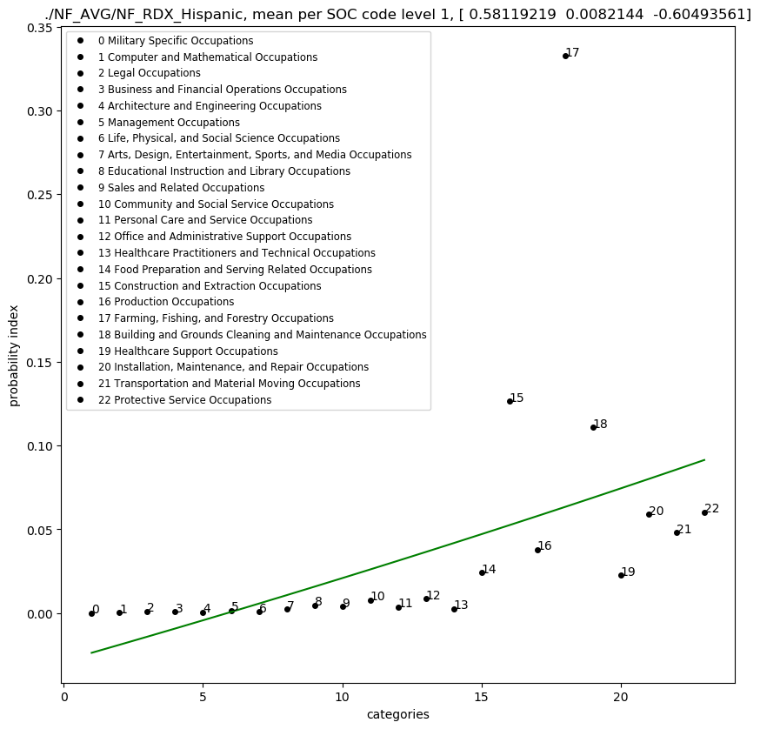 ./NF_AVG/NF_RDX_Hispanic, mean per SOC code level 1, [ 0.58119219 0.0082144 -0.60493561]
0.35
0.30
0.25
0.20
0.15
0.10
0.05
0.00
probability index
0 Military Specific Occupations
1 Computer and Mathematical Occupations
2 Legal Occupations
3 Business and Financial Operations Occupations
4 Architecture and Engineering Occupations
5 Management Occupations
6 Life, Physical, and Social Science Occupations
7 Arts, Design, Entertainment, Sports, and Media Occupations
8 Educational Instruction and Library Occupations
9 Sales and Related Occupations
10 Community and Social Service Occupations
11 Personal Care and Service Occupations
12 Office and Administrative Support Occupations
13 Healthcare Practitioners and Technical Occupations
14 Food Preparation and Serving Related Occupations
15 Construction and Extraction Occupations
16 Production Occupations
17 Farming, Fishing, and Forestry Occupations
18 Building and Grounds Cleaning and Maintenance Occupations
19 Healthcare Support Occupations
20 Installation, Maintenance, and Repair Occupations
21 Transportation and Material Moving Occupations
22 Protective Service Occupations
0
1
2
3
4
5
6
7
8
9
10
11
12
13
14
15
16
17
18
19
20
21
22
0
5
10
15
20
categories